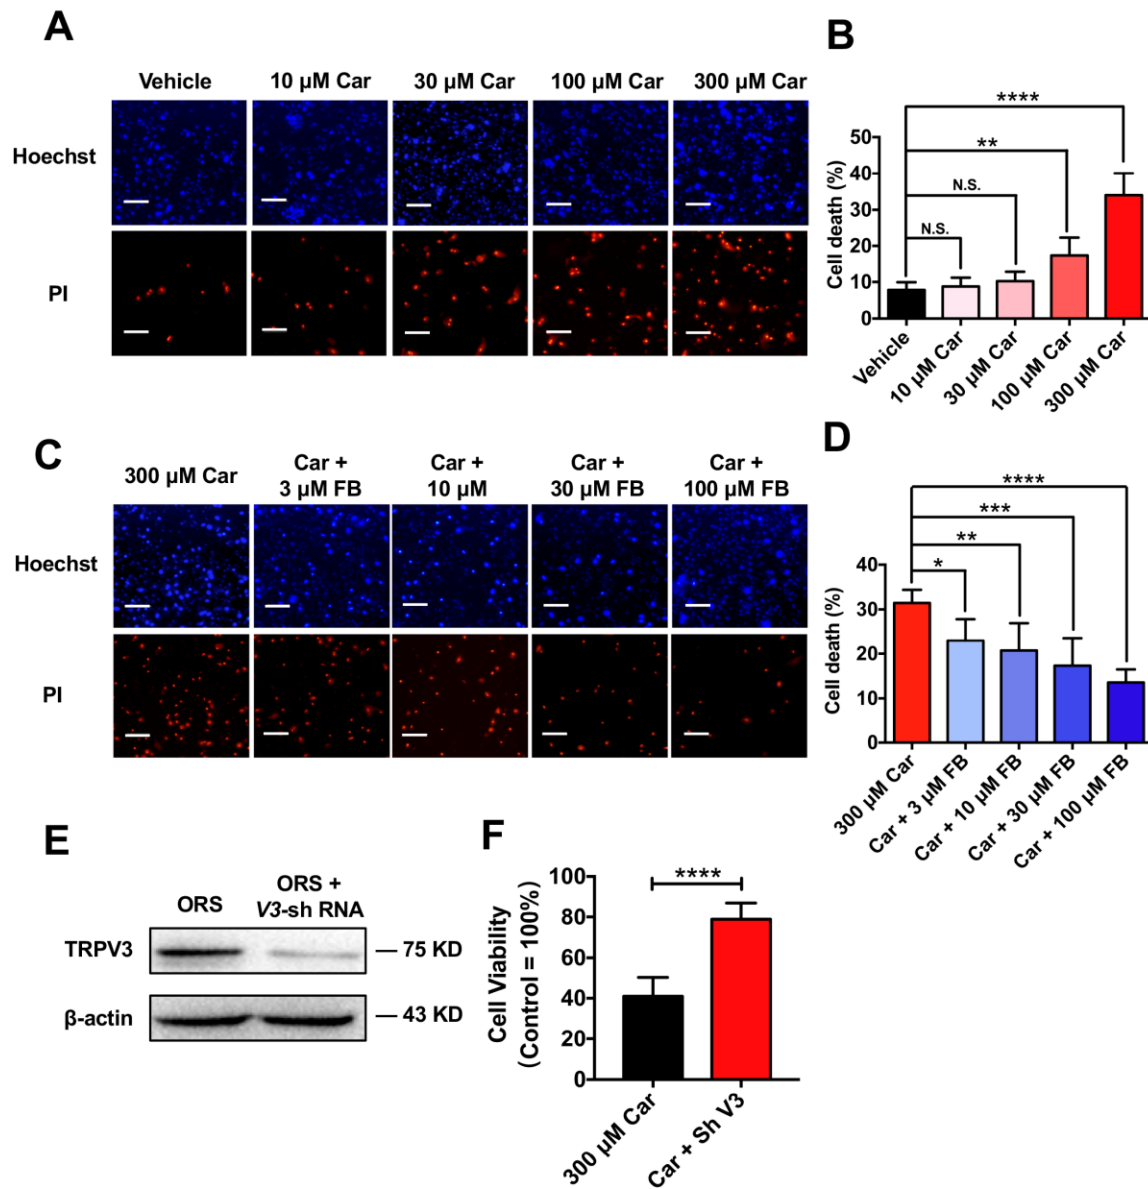 A
Vehicle
10 µM Car
30 µM Car
100 µM Car
300 µM Car
Hoechst
PI
B
****
**
N.S.
N.S.
Cell death (%)
50
40
30
20
10
0
Vehicle
10 µM Car
30 µM Car
100 µM Car
300 µM Car
C
300 µM Car
Car +
3 µM FB
Car +
10 µM
Car +
30 µM FB
Car +
100 µM FB
Hoechst
PI
D
****
***
**
*
Cell death (%)
40
30
20
10
0
300 µM Car
Car + 3 µM FB
Car + 10 µM FB
Car + 30 µM FB
Car + 100 µM FB
E
ORS
ORS +
V3-sh RNA
TRPV3
75 KD
β-actin
43 KD
F
****
Cell Viability
(Control = 100%)
100
80
60
40
20
0
300 µM Car
Car + Sh V3